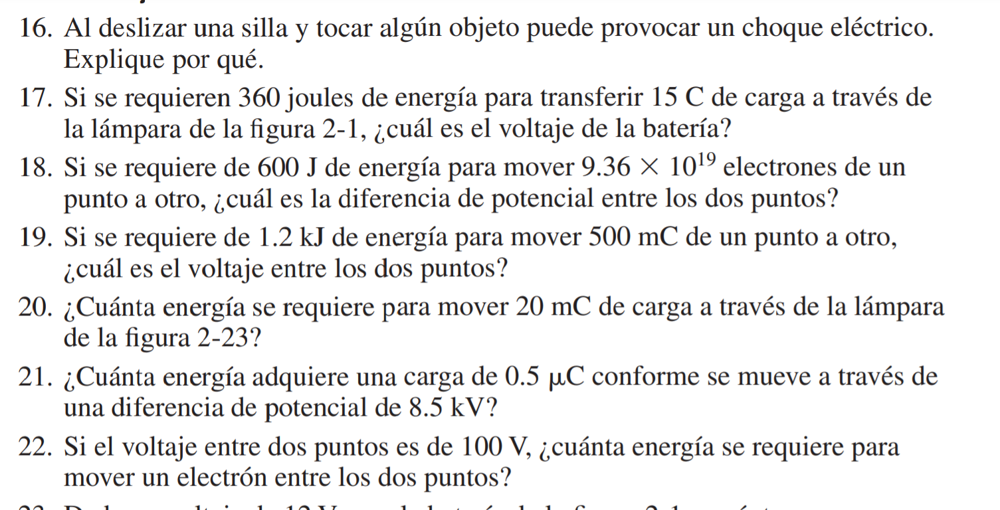 16. Al deslizar una silla y tocar algún objeto puede provocar un choque eléctrico.
Explique por qué.
17. Si se requieren 360 joules de energía para transferir 15 C de carga a través de
la lámpara de la figura 2-1, ¿cuál es el voltaje de la batería?
18. Si se requiere de 600 J de energía para mover 9.36 × 10¹⁹ electrones de un
punto a otro, ¿cuál es la diferencia de potencial entre los dos puntos?
19. Si se requiere de 1.2 kJ de energía para mover 500 mC de un punto a otro,
¿cuál es el voltaje entre los dos puntos?
20. ¿Cuánta energía se requiere para mover 20 mC de carga a través de la lámpara
de la figura 2-23?
21. ¿Cuánta energía adquiere una carga de 0.5 μC conforme se mueve a través de
una diferencia de potencial de 8.5 kV?
22. Si el voltaje entre dos puntos es de 100 V, ¿cuánta energía se requiere para
mover un electrón entre los dos puntos?